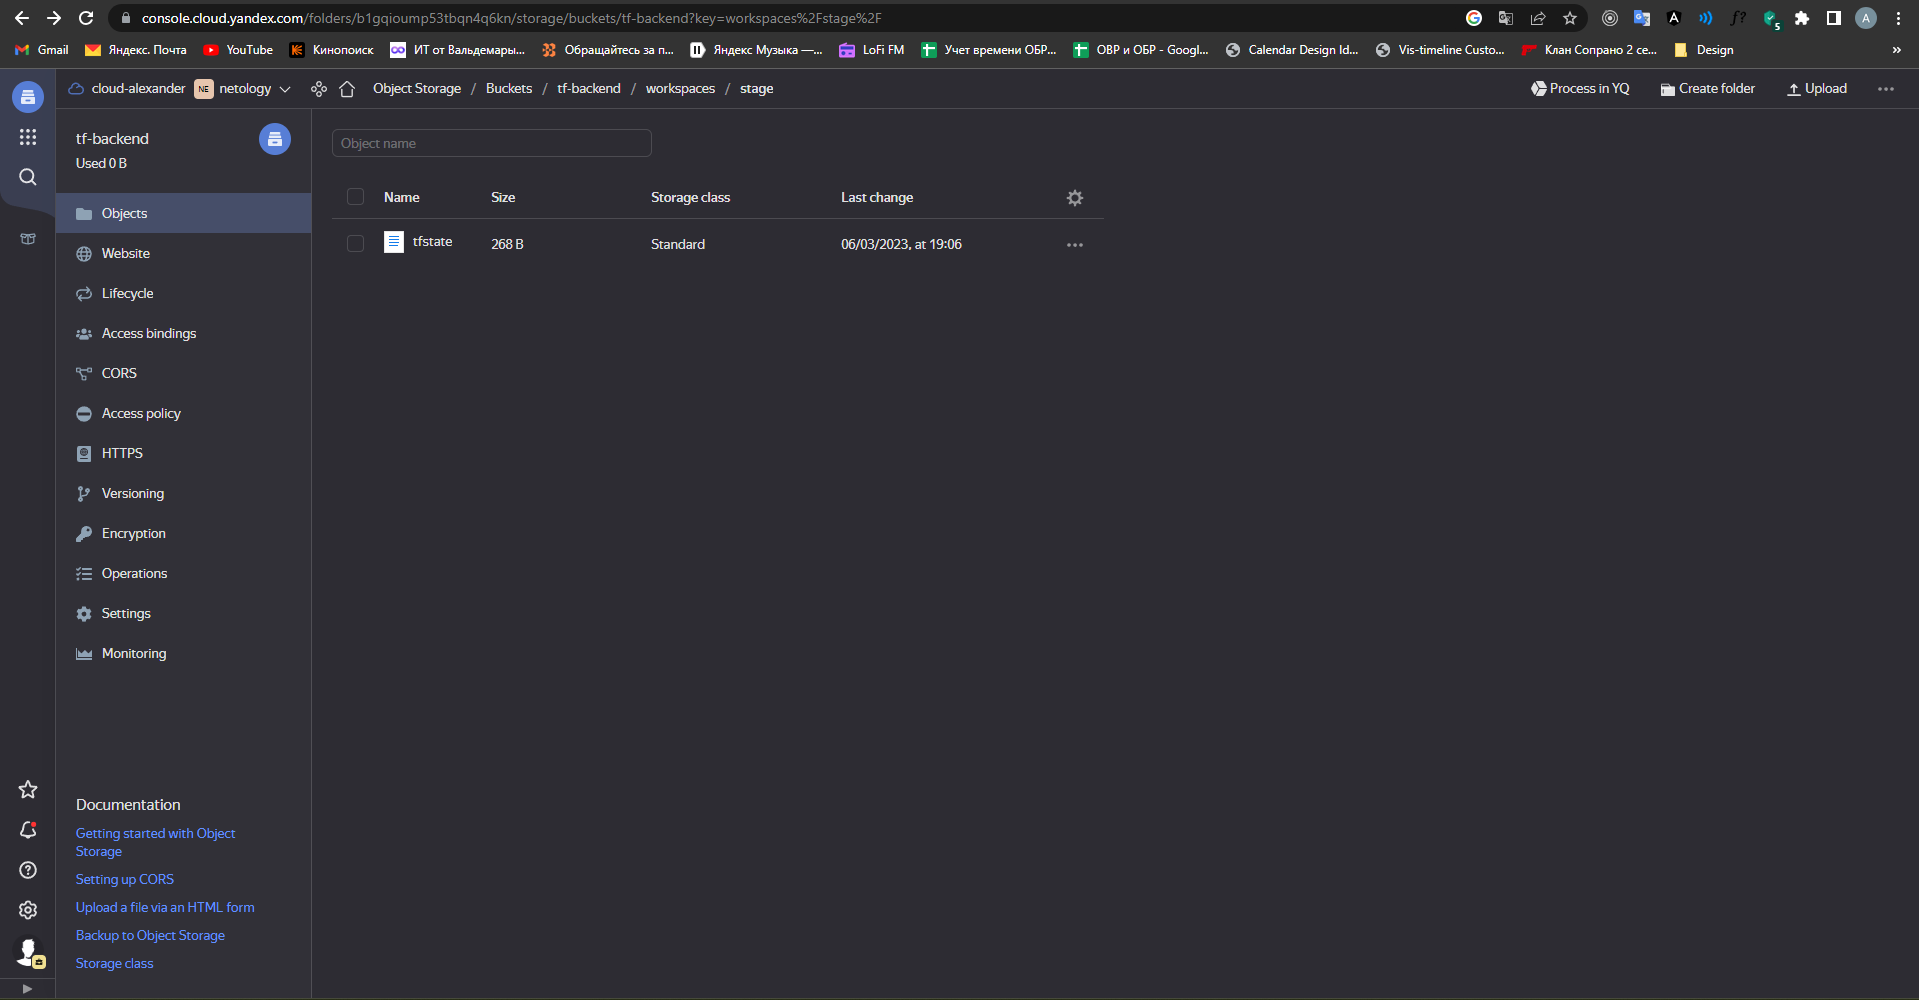 console.cloud.yandex.com/folders/b1gqioump53tbqn4q6kn/storage/buckets/tf-backend?key=workspaces%2Fstage%2F
Gmail Яндекс. Почта YouTube Кинопоиск ИТ от Вальдемары... Обращайтесь за п... Яндекс Музыка —... LoFi FM Учет времени ОБР... ОВР и ОБР - Googl... Calendar Design Id... Vis-timeline Custo... Клан Сопрано 2 се... Design »
cloud-alexander NE netology Object Storage / Buckets / tf-backend / workspaces / stage Process in YQ Create folder Upload
tf-backend
Used 0 B
Objects
Website
Lifecycle
Access bindings
CORS
Access policy
HTTPS
Versioning
Encryption
Operations
Settings
Monitoring
Object name
Name Size Storage class Last change
tfstate 268 B Standard 06/03/2023, at 19:06
Documentation
Getting started with Object
Storage
Setting up CORS
Upload a file via an HTML form
Backup to Object Storage
Storage class